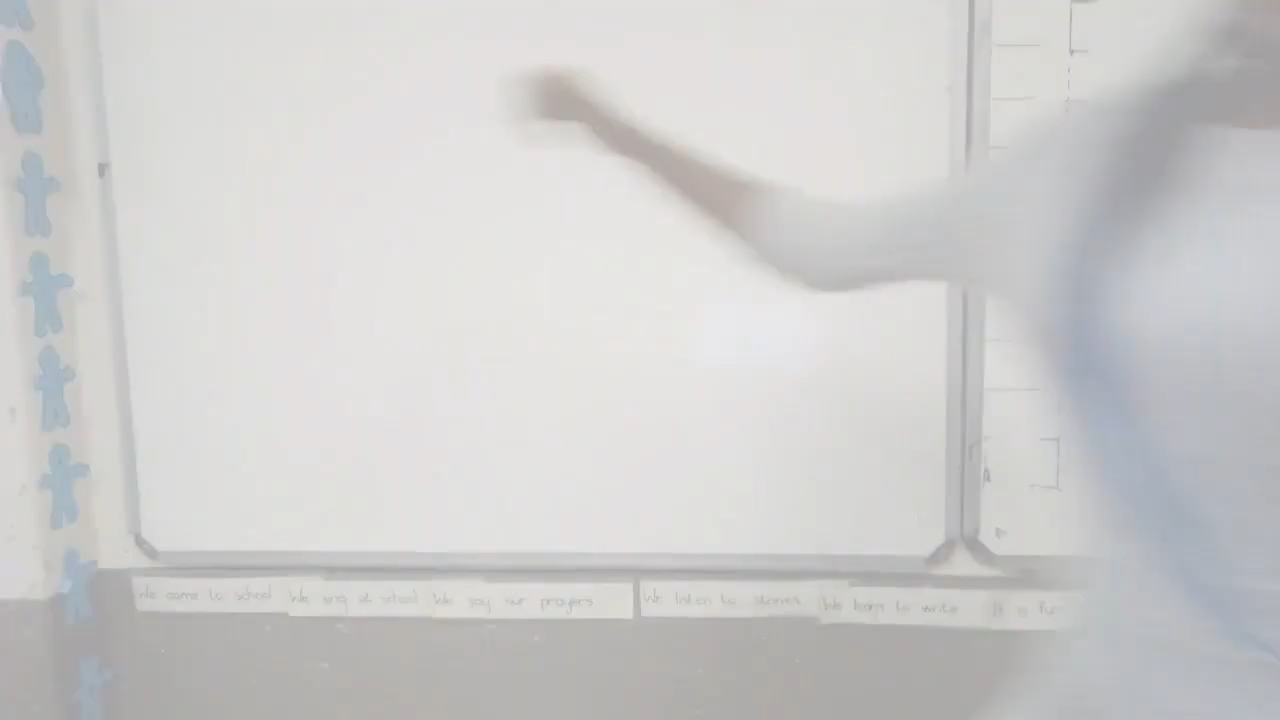 We come to school
We sing at school
We say our prayers
We listen to stories
We learn to write
It is fun